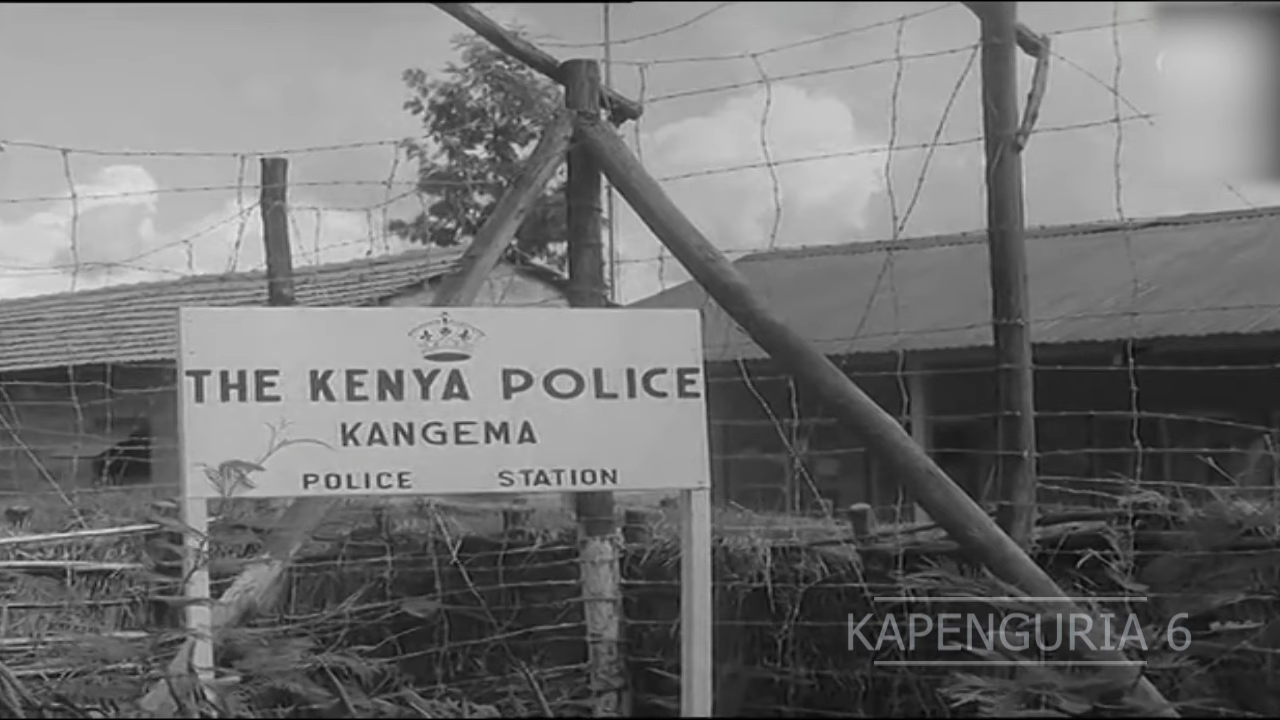 THE KENYA POLICE
KANGEMA
POLICE STATION
KAPENGURIA 6